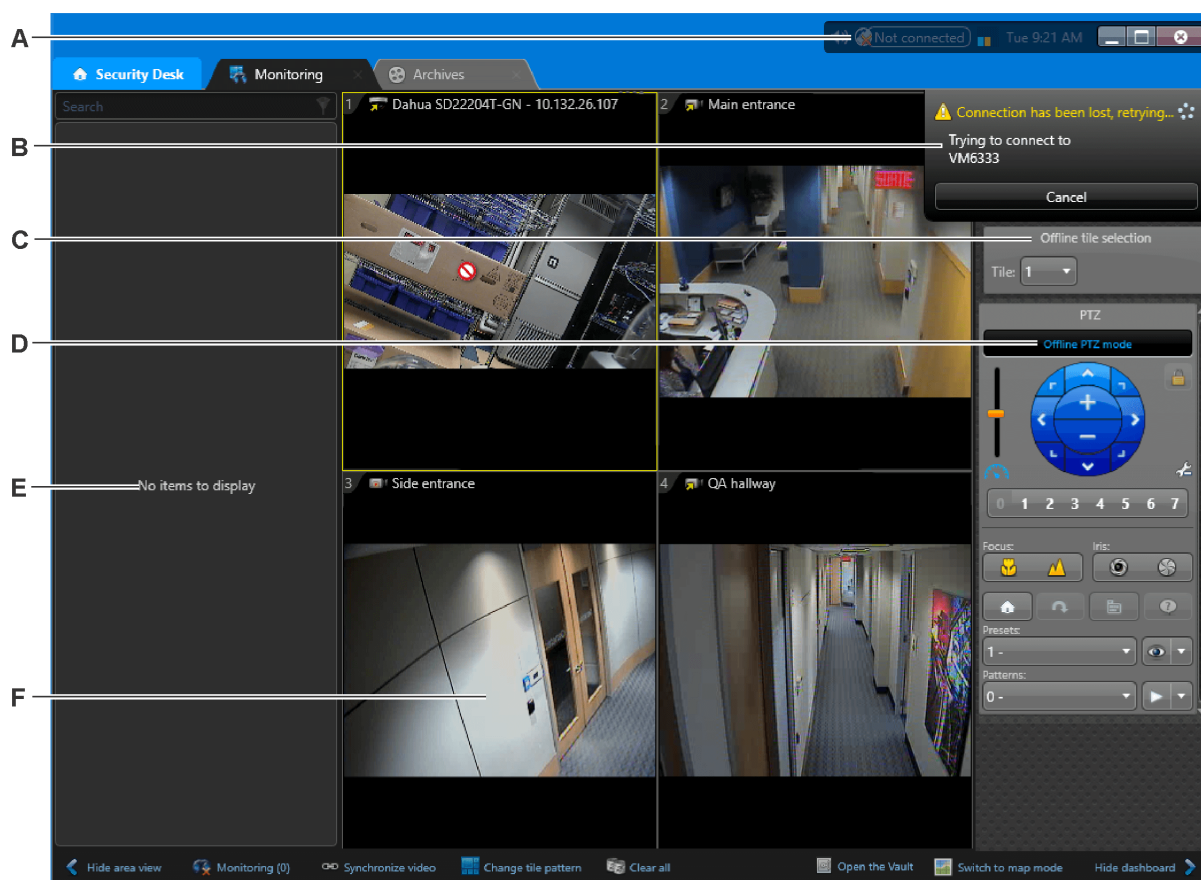 A
Not connected
Tue 9:21 AM
Security Desk
Monitoring
Archives
Search
1
Dahua SD22204T-GN - 10.132.26.107
2
Main entrance
Connection has been lost, retrying...
B
Trying to connect to
VM6333
Cancel
C
Offline tile selection
Tile:
1
PTZ
D
Offline PTZ mode
E
No items to display
3
Side entrance
4
QA hallway
0 1 2 3 4 5 6 7
Focus:
Iris:
Presets:
1 -
Patterns:
0 -
F
Hide area view
Monitoring (0)
Synchronize video
Change tile pattern
Clear all
Open the Vault
Switch to map mode
Hide dashboard